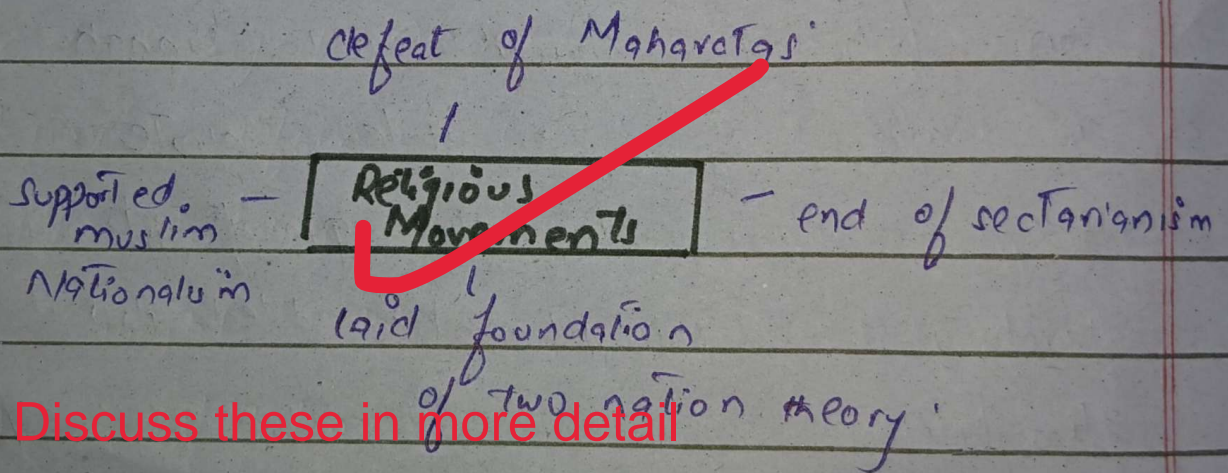 defeat of Maharatas
Religious
Movements
supported
muslim
Nationalism
end of sectarianism
laid foundation
of two nation theory.
Discuss these in more detail